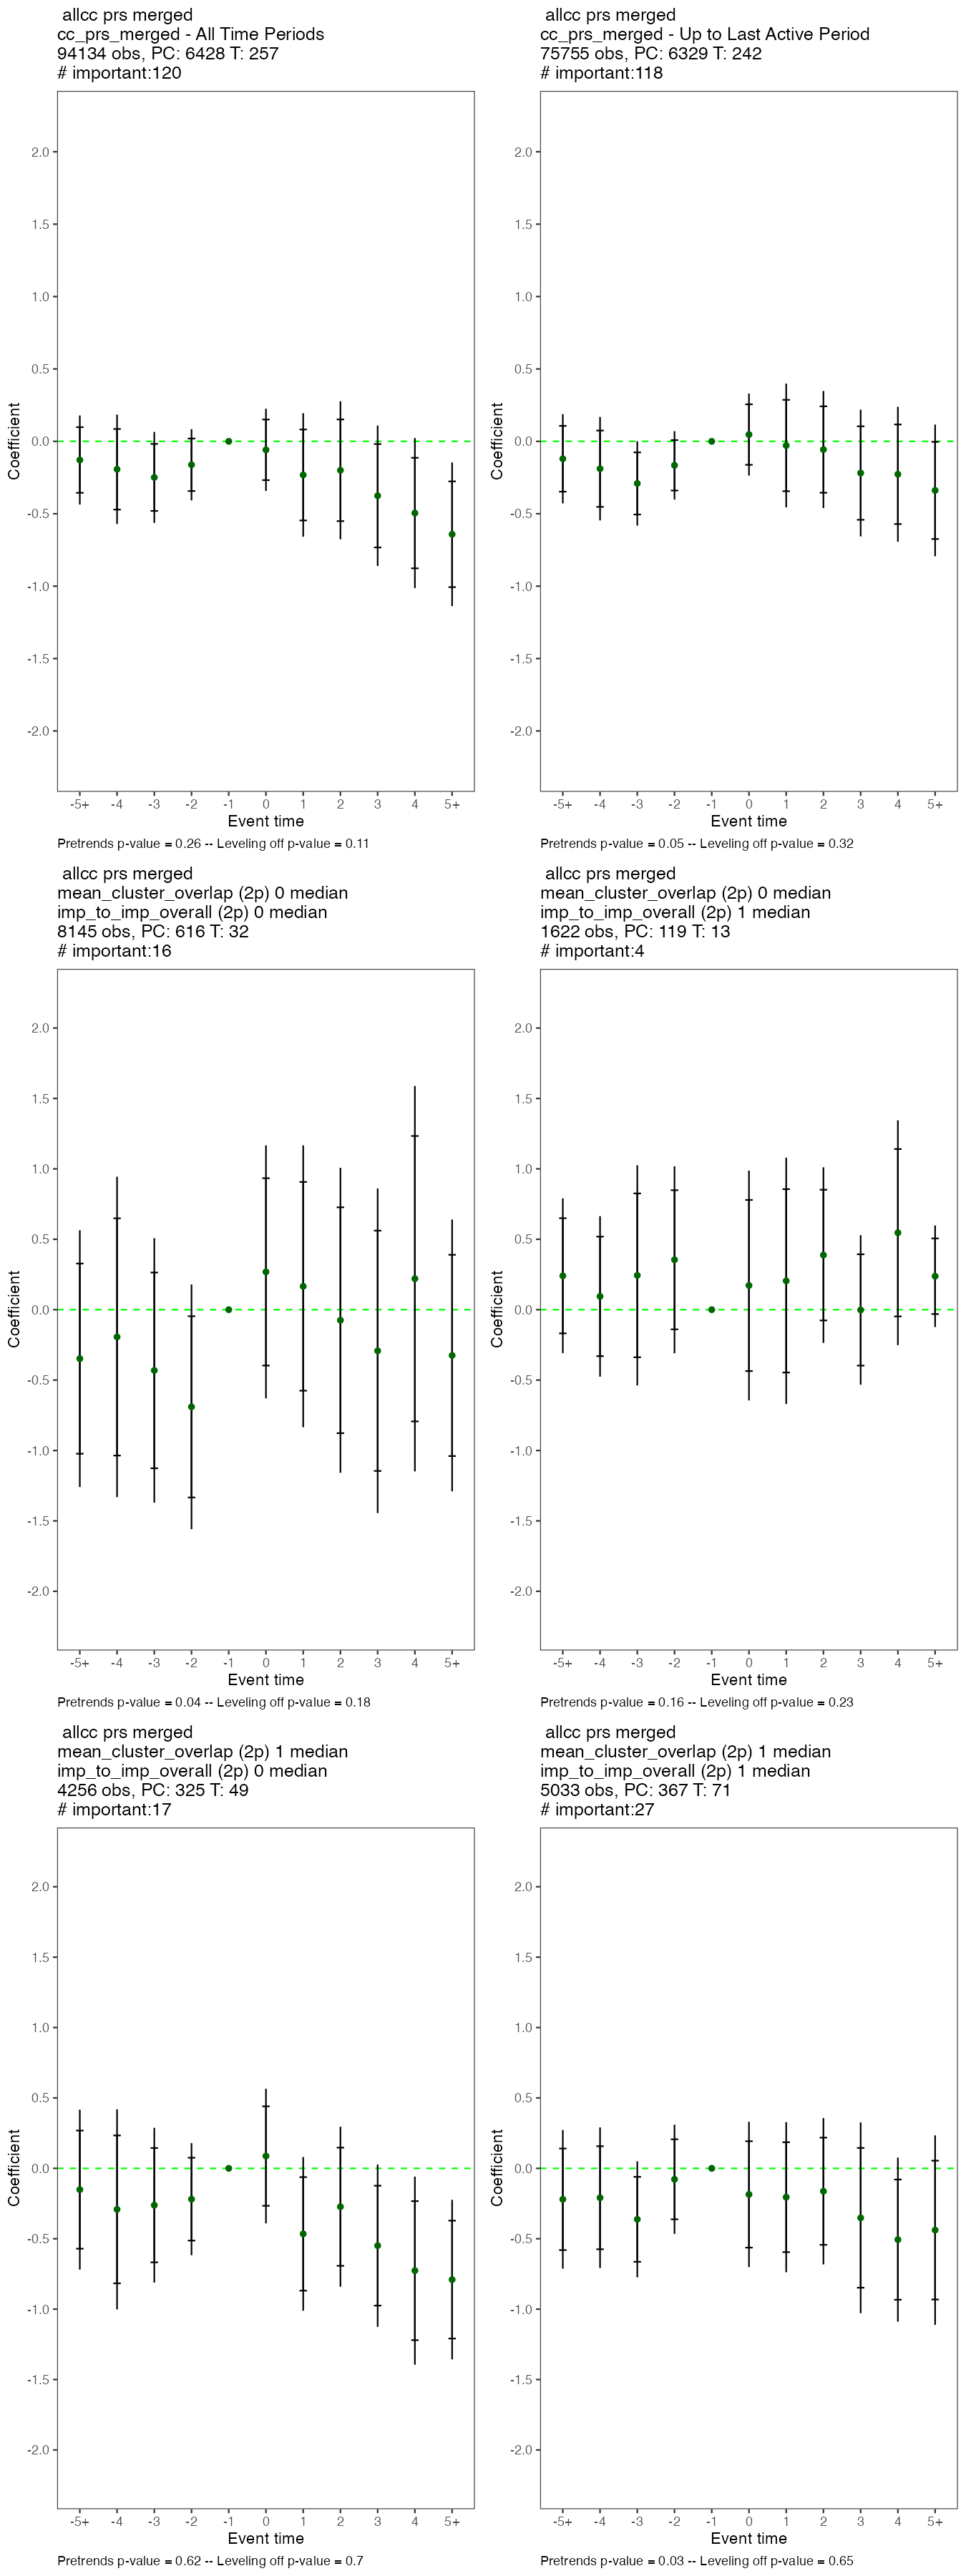 allcc prs merged
cc_prs_merged - All Time Periods
94134 obs, PC: 6428 T: 257
# important:120
2.0
1.5
1.0
0.5
0.0
-0.5
-1.0
-1.5
-2.0
Coefficient
-5+ -4 -3 -2 -1 0 1 2 3 4 5+
Event time
Pretrends p-value = 0.26 -- Leveling off p-value = 0.11
allcc prs merged
cc_prs_merged - Up to Last Active Period
75755 obs, PC: 6329 T: 242
# important:118
2.0
1.5
1.0
0.5
0.0
-0.5
-1.0
-1.5
-2.0
Coefficient
-5+ -4 -3 -2 -1 0 1 2 3 4 5+
Event time
Pretrends p-value = 0.05 -- Leveling off p-value = 0.32
allcc prs merged
mean_cluster_overlap (2p) 0 median
imp_to_imp_overall (2p) 0 median
8145 obs, PC: 616 T: 32
# important:16
2.0
1.5
1.0
0.5
0.0
-0.5
-1.0
-1.5
-2.0
Coefficient
-5+ -4 -3 -2 -1 0 1 2 3 4 5+
Event time
Pretrends p-value = 0.04 -- Leveling off p-value = 0.18
allcc prs merged
mean_cluster_overlap (2p) 0 median
imp_to_imp_overall (2p) 1 median
1622 obs, PC: 119 T: 13
# important:4
2.0
1.5
1.0
0.5
0.0
-0.5
-1.0
-1.5
-2.0
Coefficient
-5+ -4 -3 -2 -1 0 1 2 3 4 5+
Event time
Pretrends p-value = 0.16 -- Leveling off p-value = 0.23
allcc prs merged
mean_cluster_overlap (2p) 1 median
imp_to_imp_overall (2p) 0 median
4256 obs, PC: 325 T: 49
# important:17
2.0
1.5
1.0
0.5
0.0
-0.5
-1.0
-1.5
-2.0
Coefficient
-5+ -4 -3 -2 -1 0 1 2 3 4 5+
Event time
Pretrends p-value = 0.62 -- Leveling off p-value = 0.7
allcc prs merged
mean_cluster_overlap (2p) 1 median
imp_to_imp_overall (2p) 1 median
5033 obs, PC: 367 T: 71
# important:27
2.0
1.5
1.0
0.5
0.0
-0.5
-1.0
-1.5
-2.0
Coefficient
-5+ -4 -3 -2 -1 0 1 2 3 4 5+
Event time
Pretrends p-value = 0.03 -- Leveling off p-value = 0.65